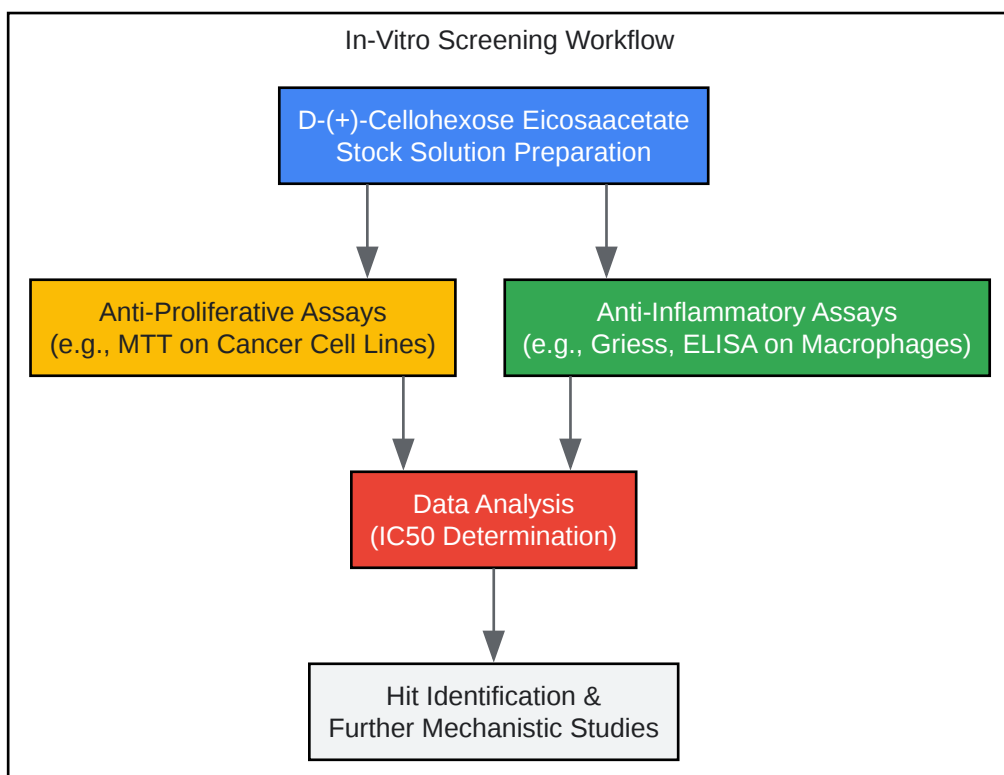 In-Vitro Screening Workflow
D-(+)-Cellohexose Eicosaacetate
Stock Solution Preparation
Anti-Proliferative Assays
(e.g., MTT on Cancer Cell Lines)
Anti-Inflammatory Assays
(e.g., Griess, ELISA on Macrophages)
Data Analysis
(IC50 Determination)
Hit Identification &
Further Mechanistic Studies